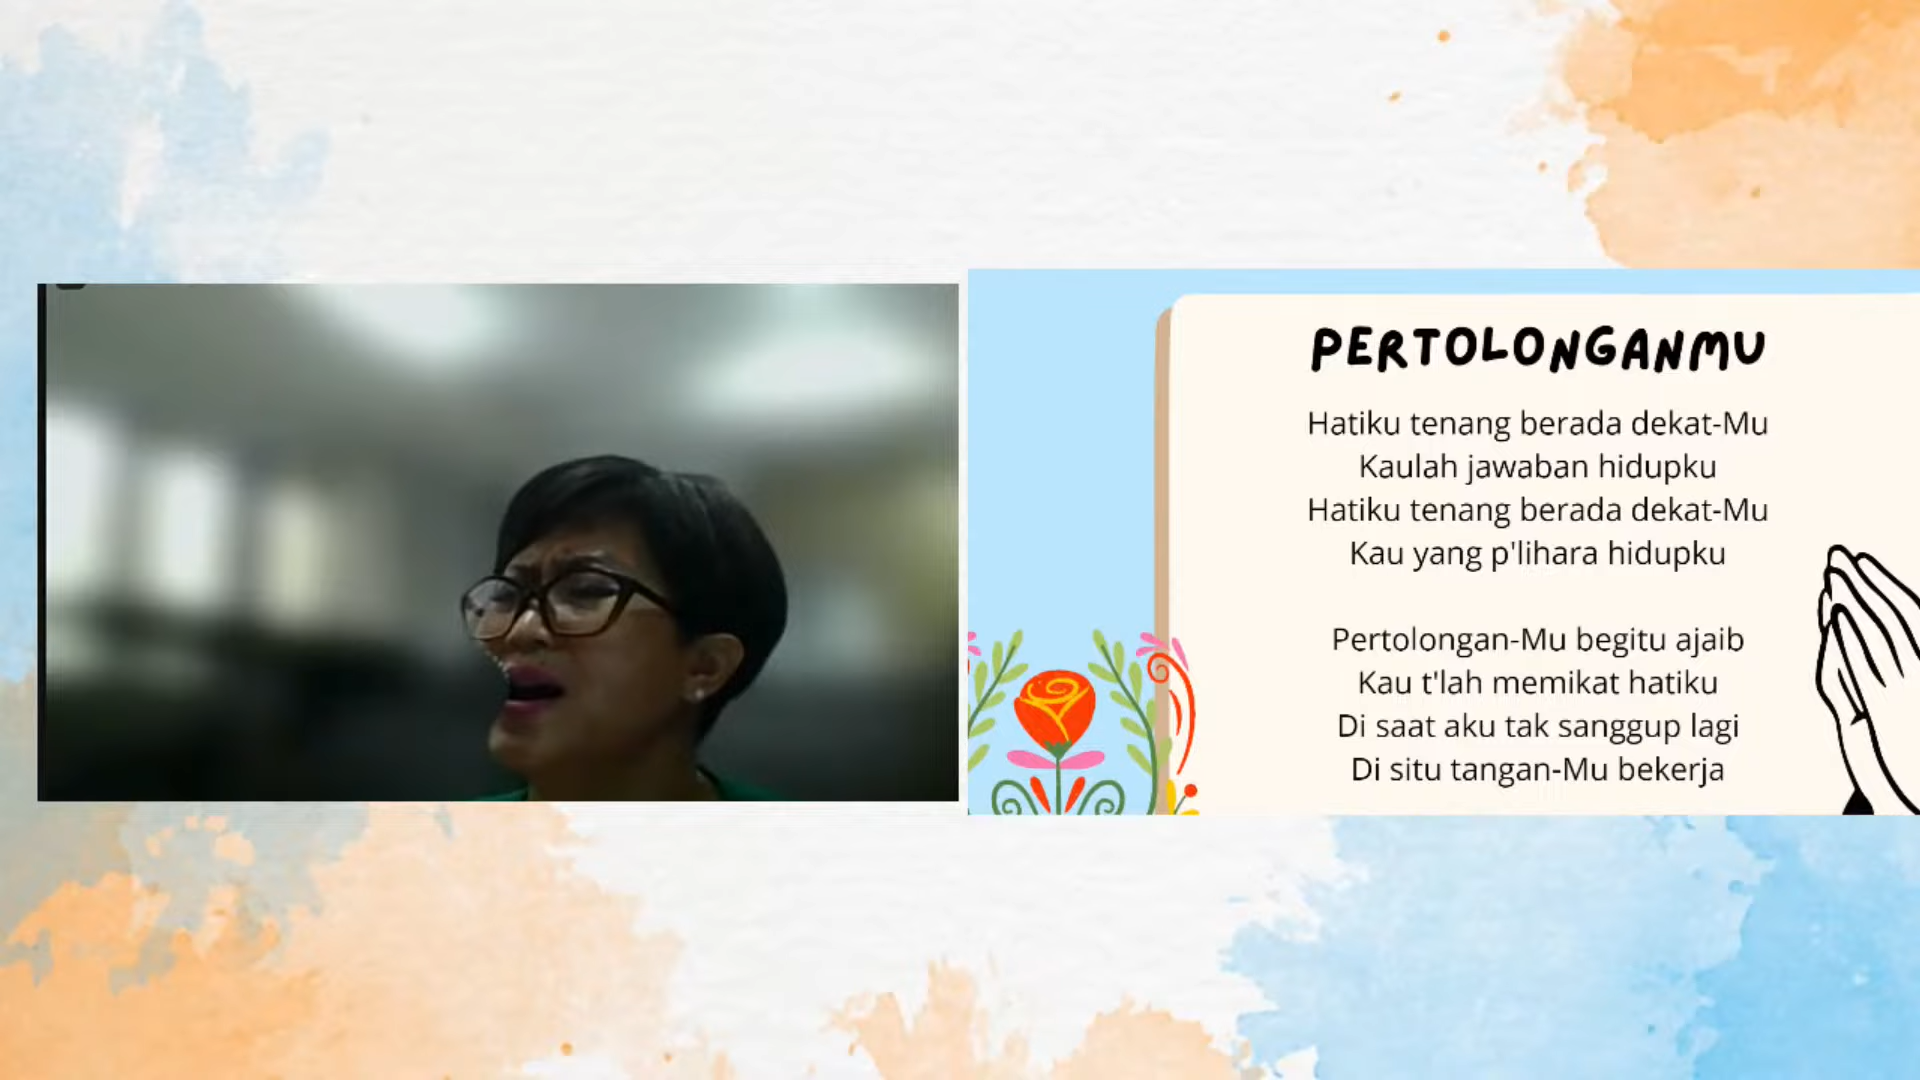 PERTOLONGANMU
Hatiku tenang berada dekat-Mu
Kaulah jawaban hidupku
Hatiku tenang berada dekat-Mu
Kau yang p'lihara hidupku
Pertolongan-Mu begitu ajaib
Kau t'lah memikat hatiku
Di saat aku tak sanggup lagi
Di situ tangan-Mu bekerja